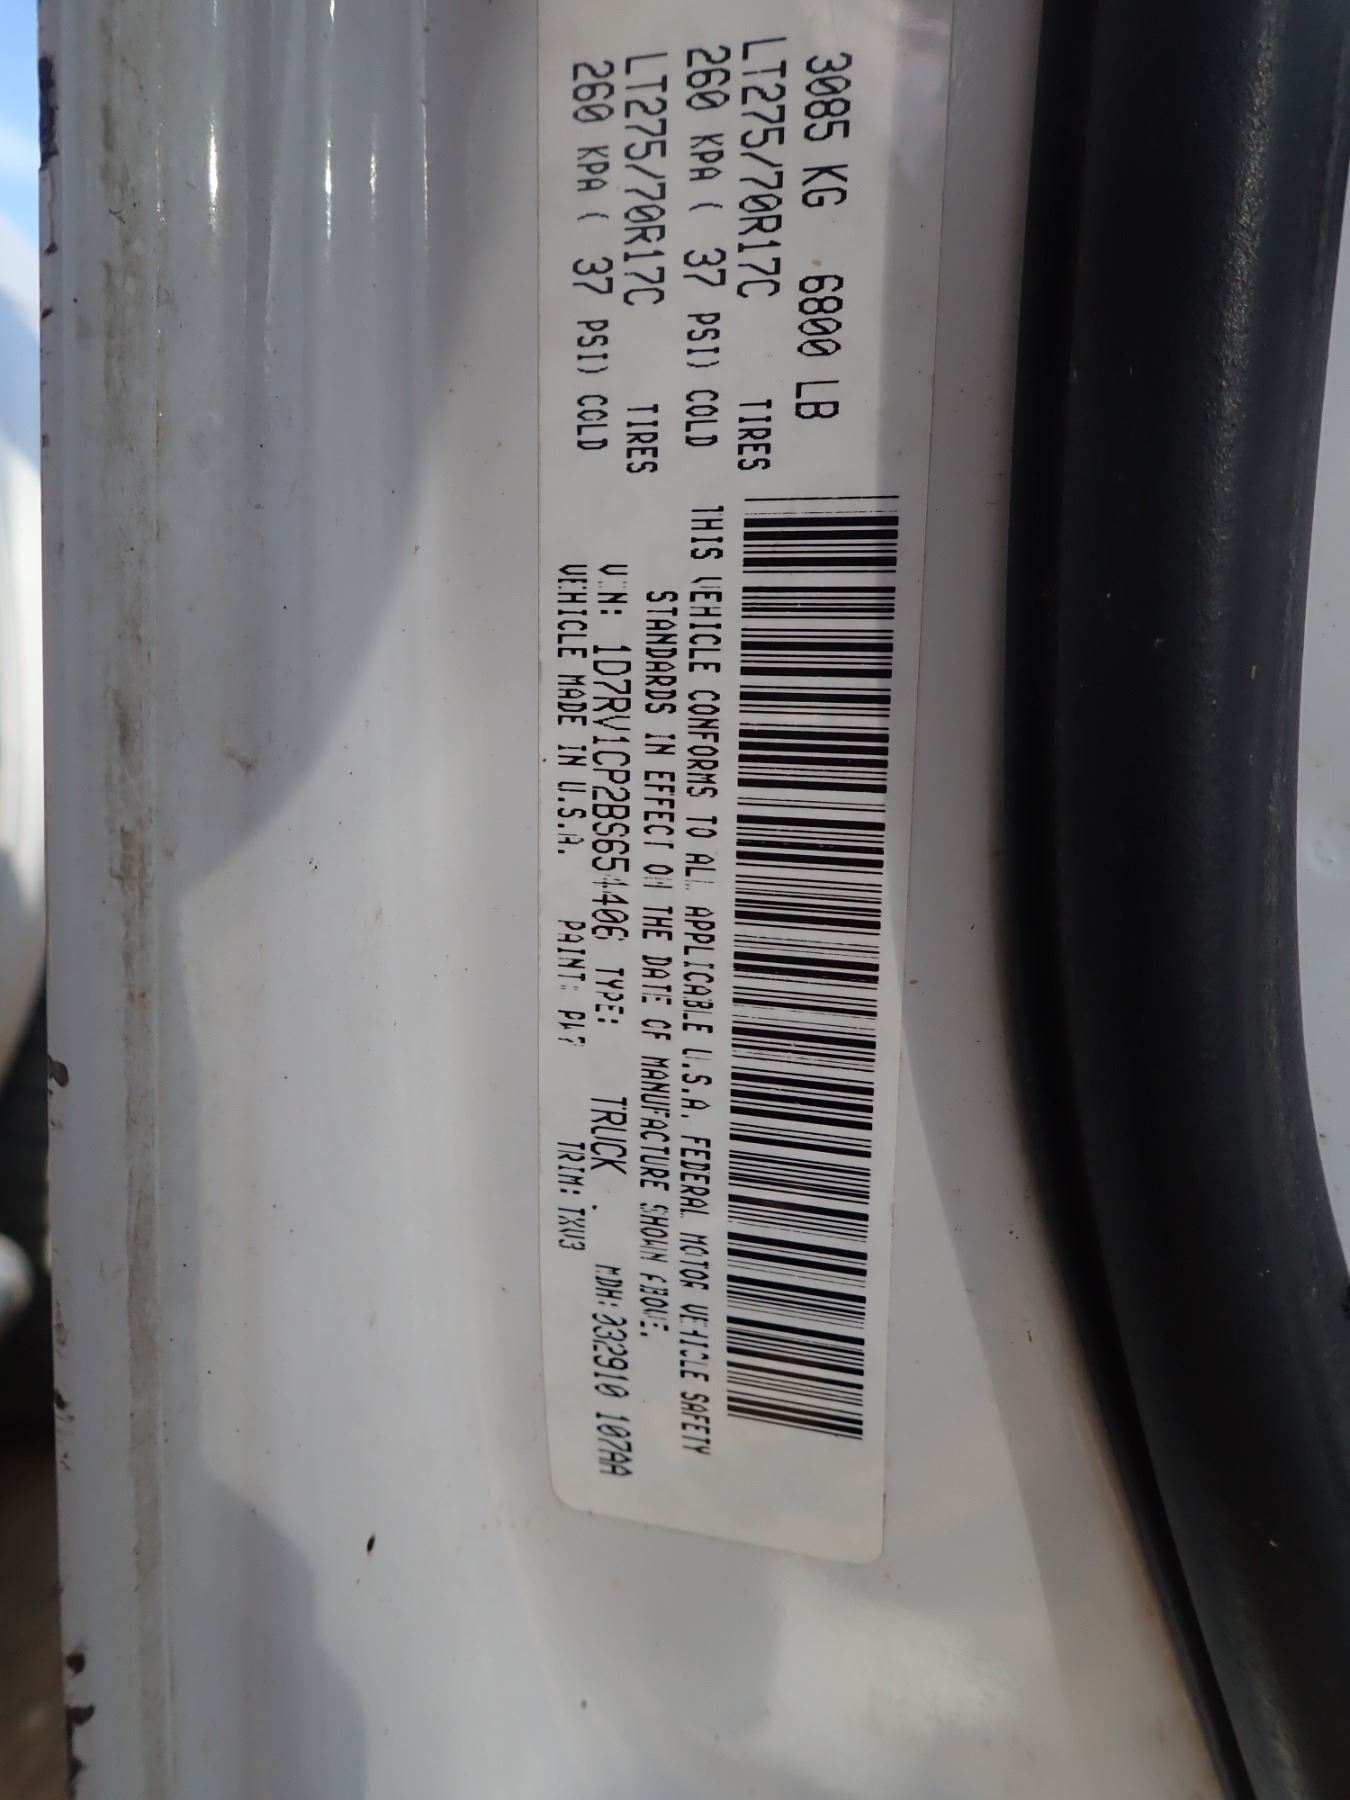 3085 KG 6800 LB
LT275/70R17C TIRES
260 KPA ( 37 PSI) COLD
LT275/70R17C TIRES
260 KPA ( 37 PSI) COLD
THIS VEHICLE CONFORMS TO ALL APPLICABLE U.S.A. FEDERAL MOTOR VEHICLE SAFETY
STANDARDS IN EFFECT ON THE DATE OF MANUFACTURE SHOWN ABOVE.
VIN: 1D7RV1CP2BS654406 TYPE: TRUCK MDH: 032910 107AA
VEHICLE MADE IN U.S.A. PAINT: PW7 TRIM: TXV3